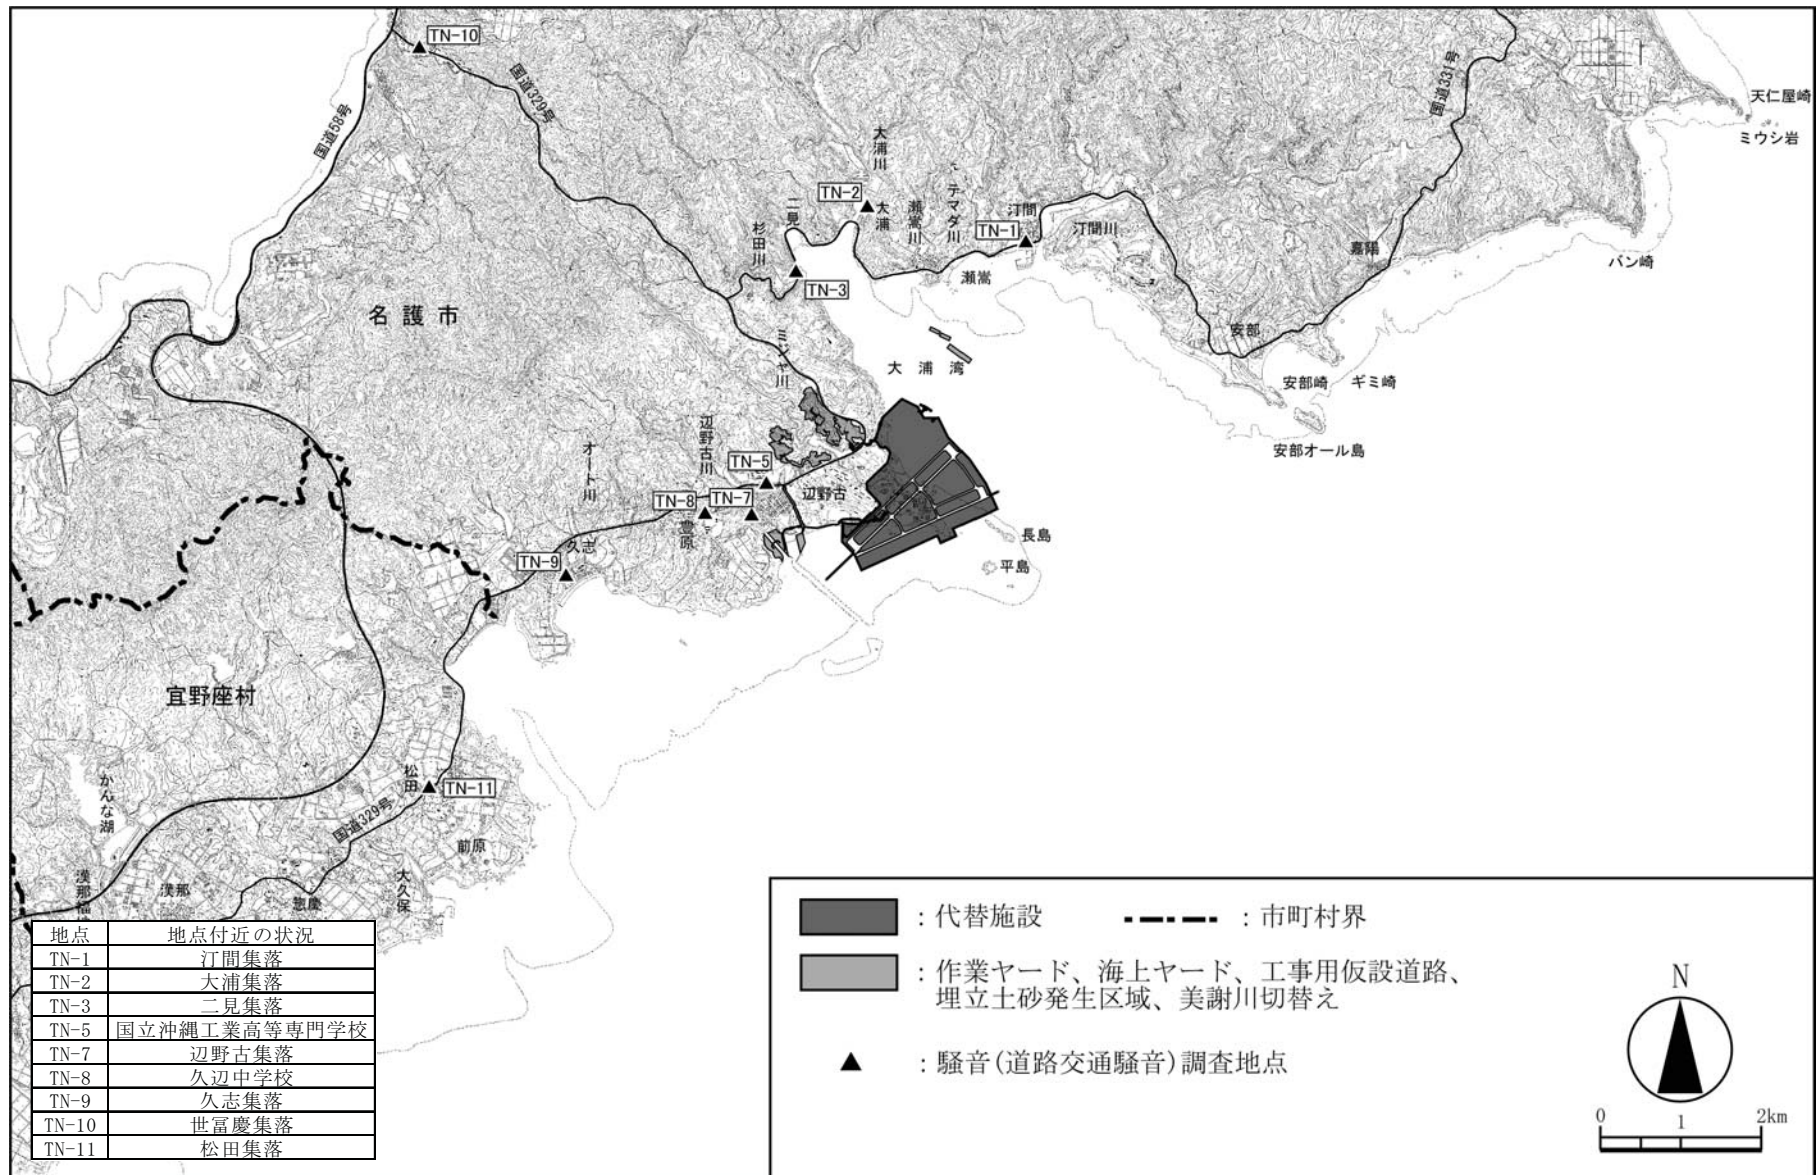 TN-10
国道58号
国道329号
国道331号
天仁屋崎
ミウシ岩
バン崎
大浦川
TN-2
大浦
瀬嵩川
テマダ川
汀間
TN-1
汀間川
嘉陽
二見
杉田川
TN-3
瀬嵩
名護市
ミジャ川
大浦湾
安部
安部崎
ギミ崎
安部オール島
辺野古川
オート川
TN-5
TN-8
TN-7
辺野古
豊原
長島
平島
久志
TN-9
宜野座村
かんな湖
松田
TN-11
国道329号
前原
大久保
漢那
惣慶
地点 地点付近の状況
TN-1 汀間集落
TN-2 大浦集落
TN-3 二見集落
TN-5 国立沖縄工業高等専門学校
TN-7 辺野古集落
TN-8 久辺中学校
TN-9 久志集落
TN-10 世冨慶集落
TN-11 松田集落
：代替施設
：市町村界
：作業ヤード、海上ヤード、工事用仮設道路、
埋立土砂発生区域、美謝川切替え
：騒音(道路交通騒音)調査地点
N
0 1 2km